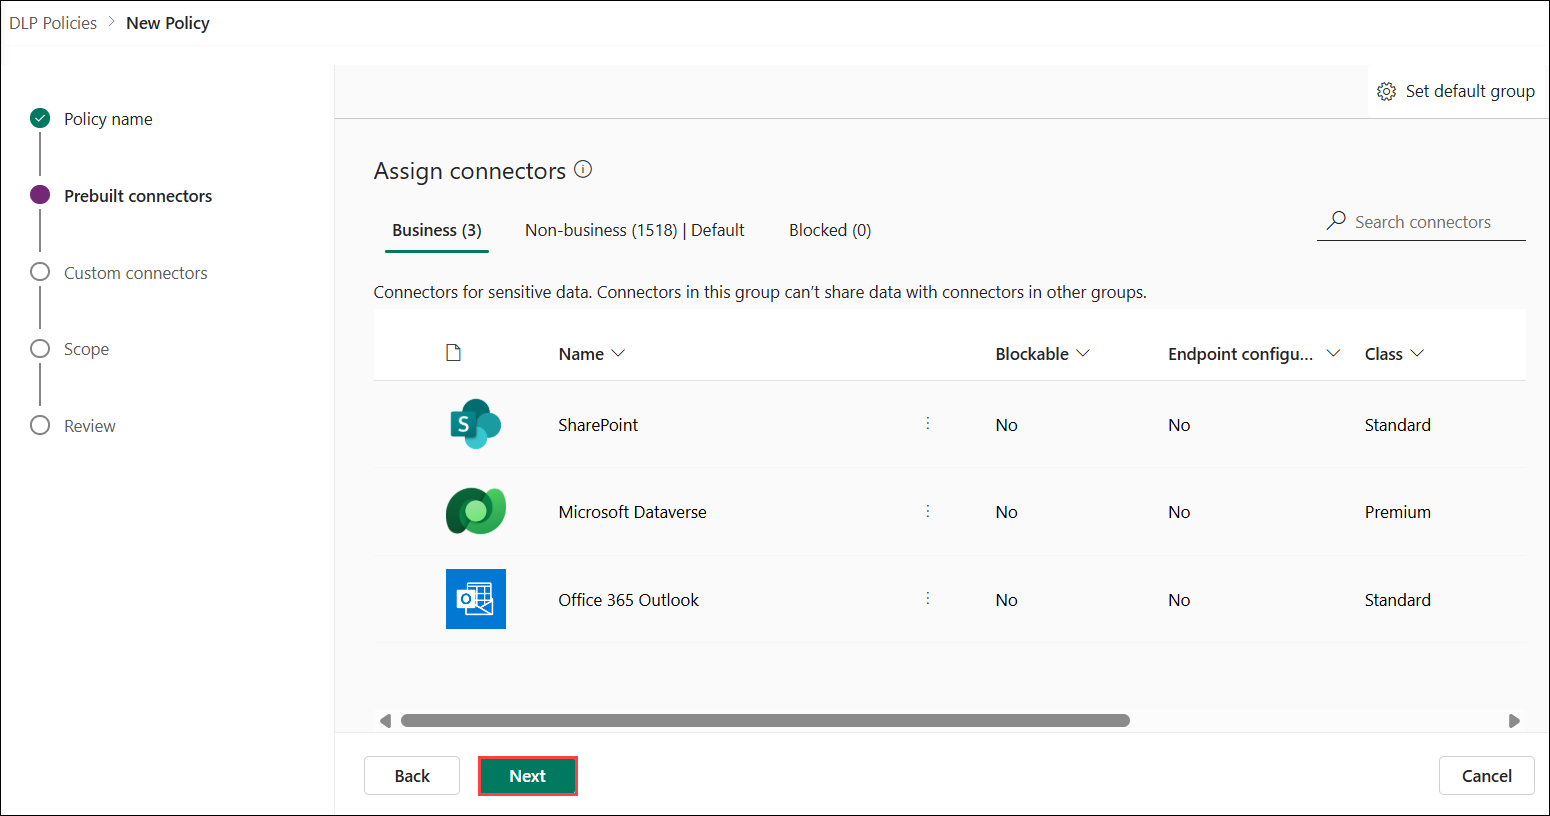 DLP Policies > New Policy
Set default group
Policy name
Prebuilt connectors
Custom connectors
Scope
Review
Assign connectors
Business (3) Non-business (1518) | Default Blocked (0)
Search connectors
Connectors for sensitive data. Connectors in this group can’t share data with connectors in other groups.
Name Blockable Endpoint configu... Class
S SharePoint No No Standard
Microsoft Dataverse No No Premium
O Office 365 Outlook No No Standard
Back Next Cancel